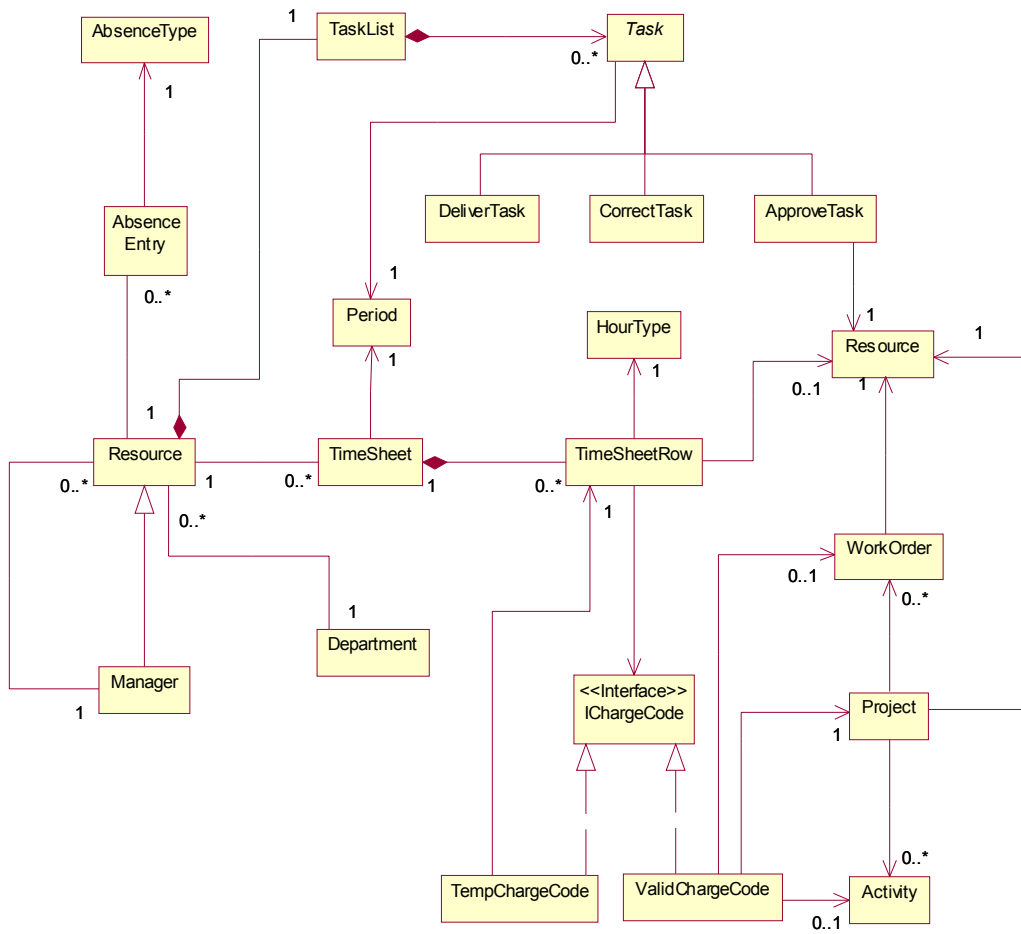 1
AbsenceType
TaskList
Task
0..*
1
DeliverTask
CorrectTask
ApproveTask
Absence
Entry
0..*
1
Period
HourType
1
1
Resource
1
1
0..1
1
1
Resource
TimeSheet
TimeSheetRow
0..*
1
0..*
1
0..*
1
0..*
WorkOrder
0..1
0..*
1
Department
Manager
1
<<Interface>>
IChargeCode
Project
1
0..*
TempChargeCode
ValidChargeCode
Activity
0..1